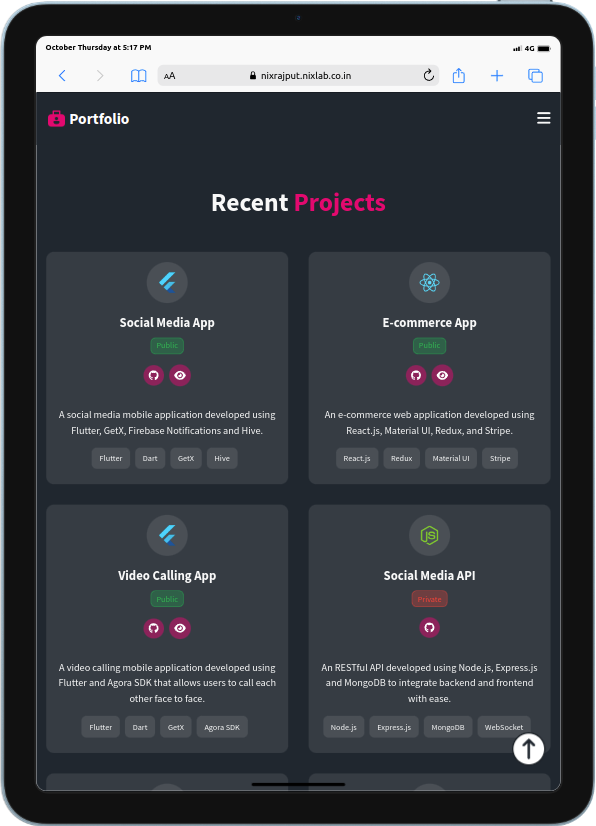 October Thursday at 5:17 PM
4G
AA
nixrajput.nixlab.co.in
Portfolio
Recent Projects
Social Media App
Public
A social media mobile application developed using
Flutter, GetX, Firebase Notifications and Hive.
Flutter Dart GetX Hive
E-commerce App
Public
An e-commerce web application developed using
React.js, Material UI, Redux, and Stripe.
React.js Redux Material UI Stripe
Video Calling App
Public
A video calling mobile application developed using
Flutter and Agora SDK that allows users to call each
other face to face.
Flutter Dart GetX Agora SDK
Social Media API
Private
An RESTful API developed using Node.js, Express.js
and MongoDB to integrate backend and frontend
with ease.
Node.js Express.js MongoDB WebSocket